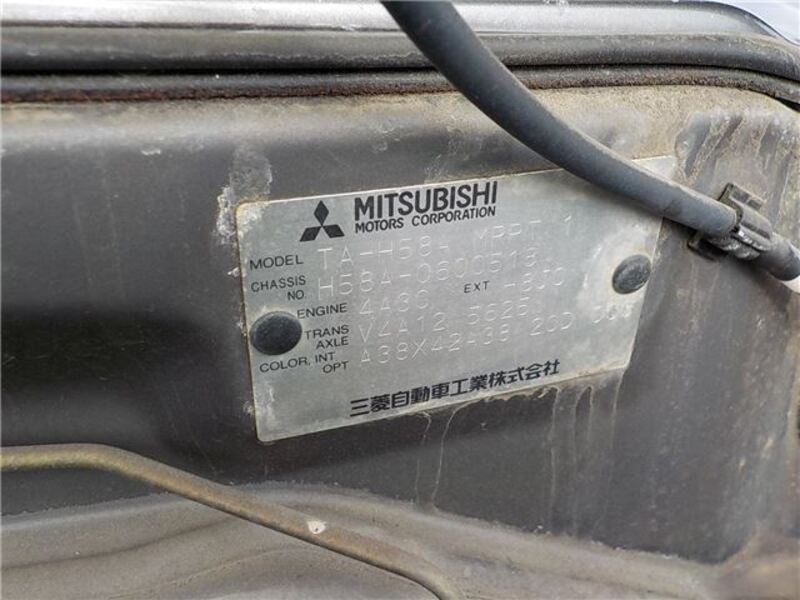 MITSUBISHI
MOTORS CORPORATION
MODEL TA-H58A
CHASSIS NO. H58A-
ENGINE 4A30 EXT
TRANS AXLE V4A12 5625
COLOR, INT. OPT A38X42A38
三菱自動車工業株式会社